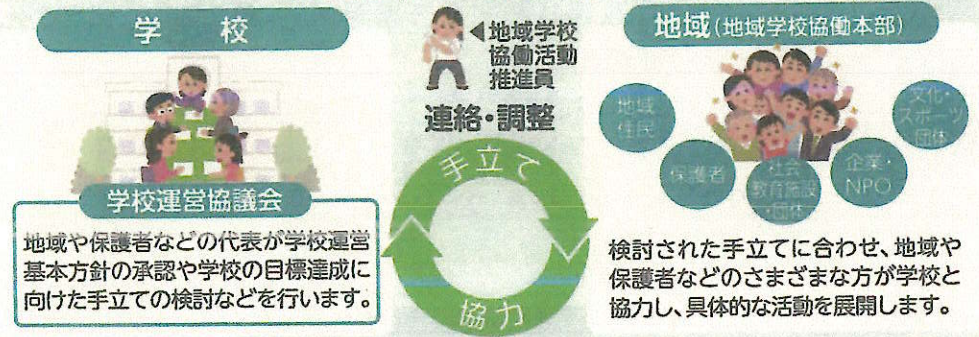 学 校
学校運営協議会
地域や保護者などの代表が学校運営
基本方針の承認や学校の目標達成に
向けた手立ての検討などを行います。
◀地域学校
協働活動
推進員
連絡・調整
手立て
協力
地域(地域学校協働本部)
地域
住民
保護者
社会
教育施設
・団体
企業・
NPO
文化・
スポーツ
団体
検討された手立てに合わせ、地域や
保護者などのさまざまな方が学校と
協力し、具体的な活動を展開します。